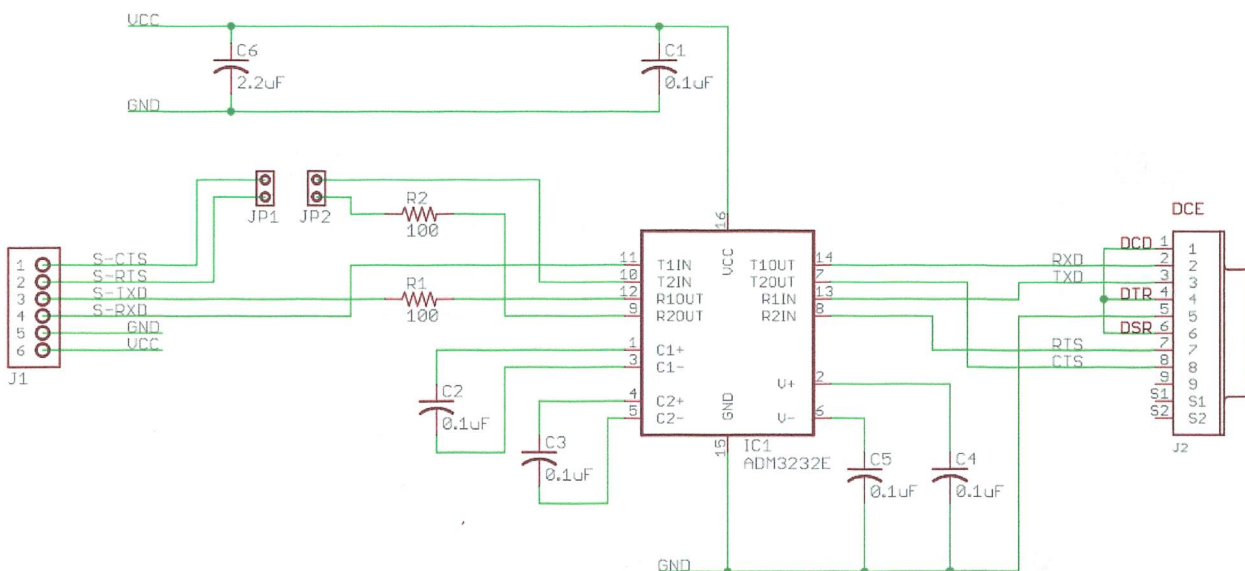 VCC
C6
2.2uF
C1
0.1uF
GND
JP1
JP2
R2
100
16
DCE
1 S-CTS
2 S-RTS
3 S-TXD
4 S-RXD
5 GND
6 VCC
J1
R1
100
11 T1IN
10 T2IN
12 R1OUT
9 R2OUT
1 C1+
3 C1-
4 C2+
5 C2-
VCC
GND
T1OUT 14
T2OUT 7
R1IN 13
R2IN 8
V+ 2
V- 6
15
IC1
ADM3232E
C2
0.1uF
C3
0.1uF
C5
0.1uF
C4
0.1uF
GND
RXD
TXD
RTS
CTS
DCD 1 1
2 2
3 3
DTR 4 4
5 5
DSR 6 6
7 7
8 8
9 9
S1 S1
S2 S2
J2